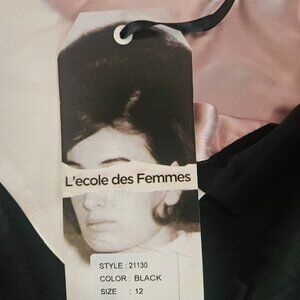 L'ecole des Femmes
STYLE : 21130
COLOR : BLACK
SIZE : 12